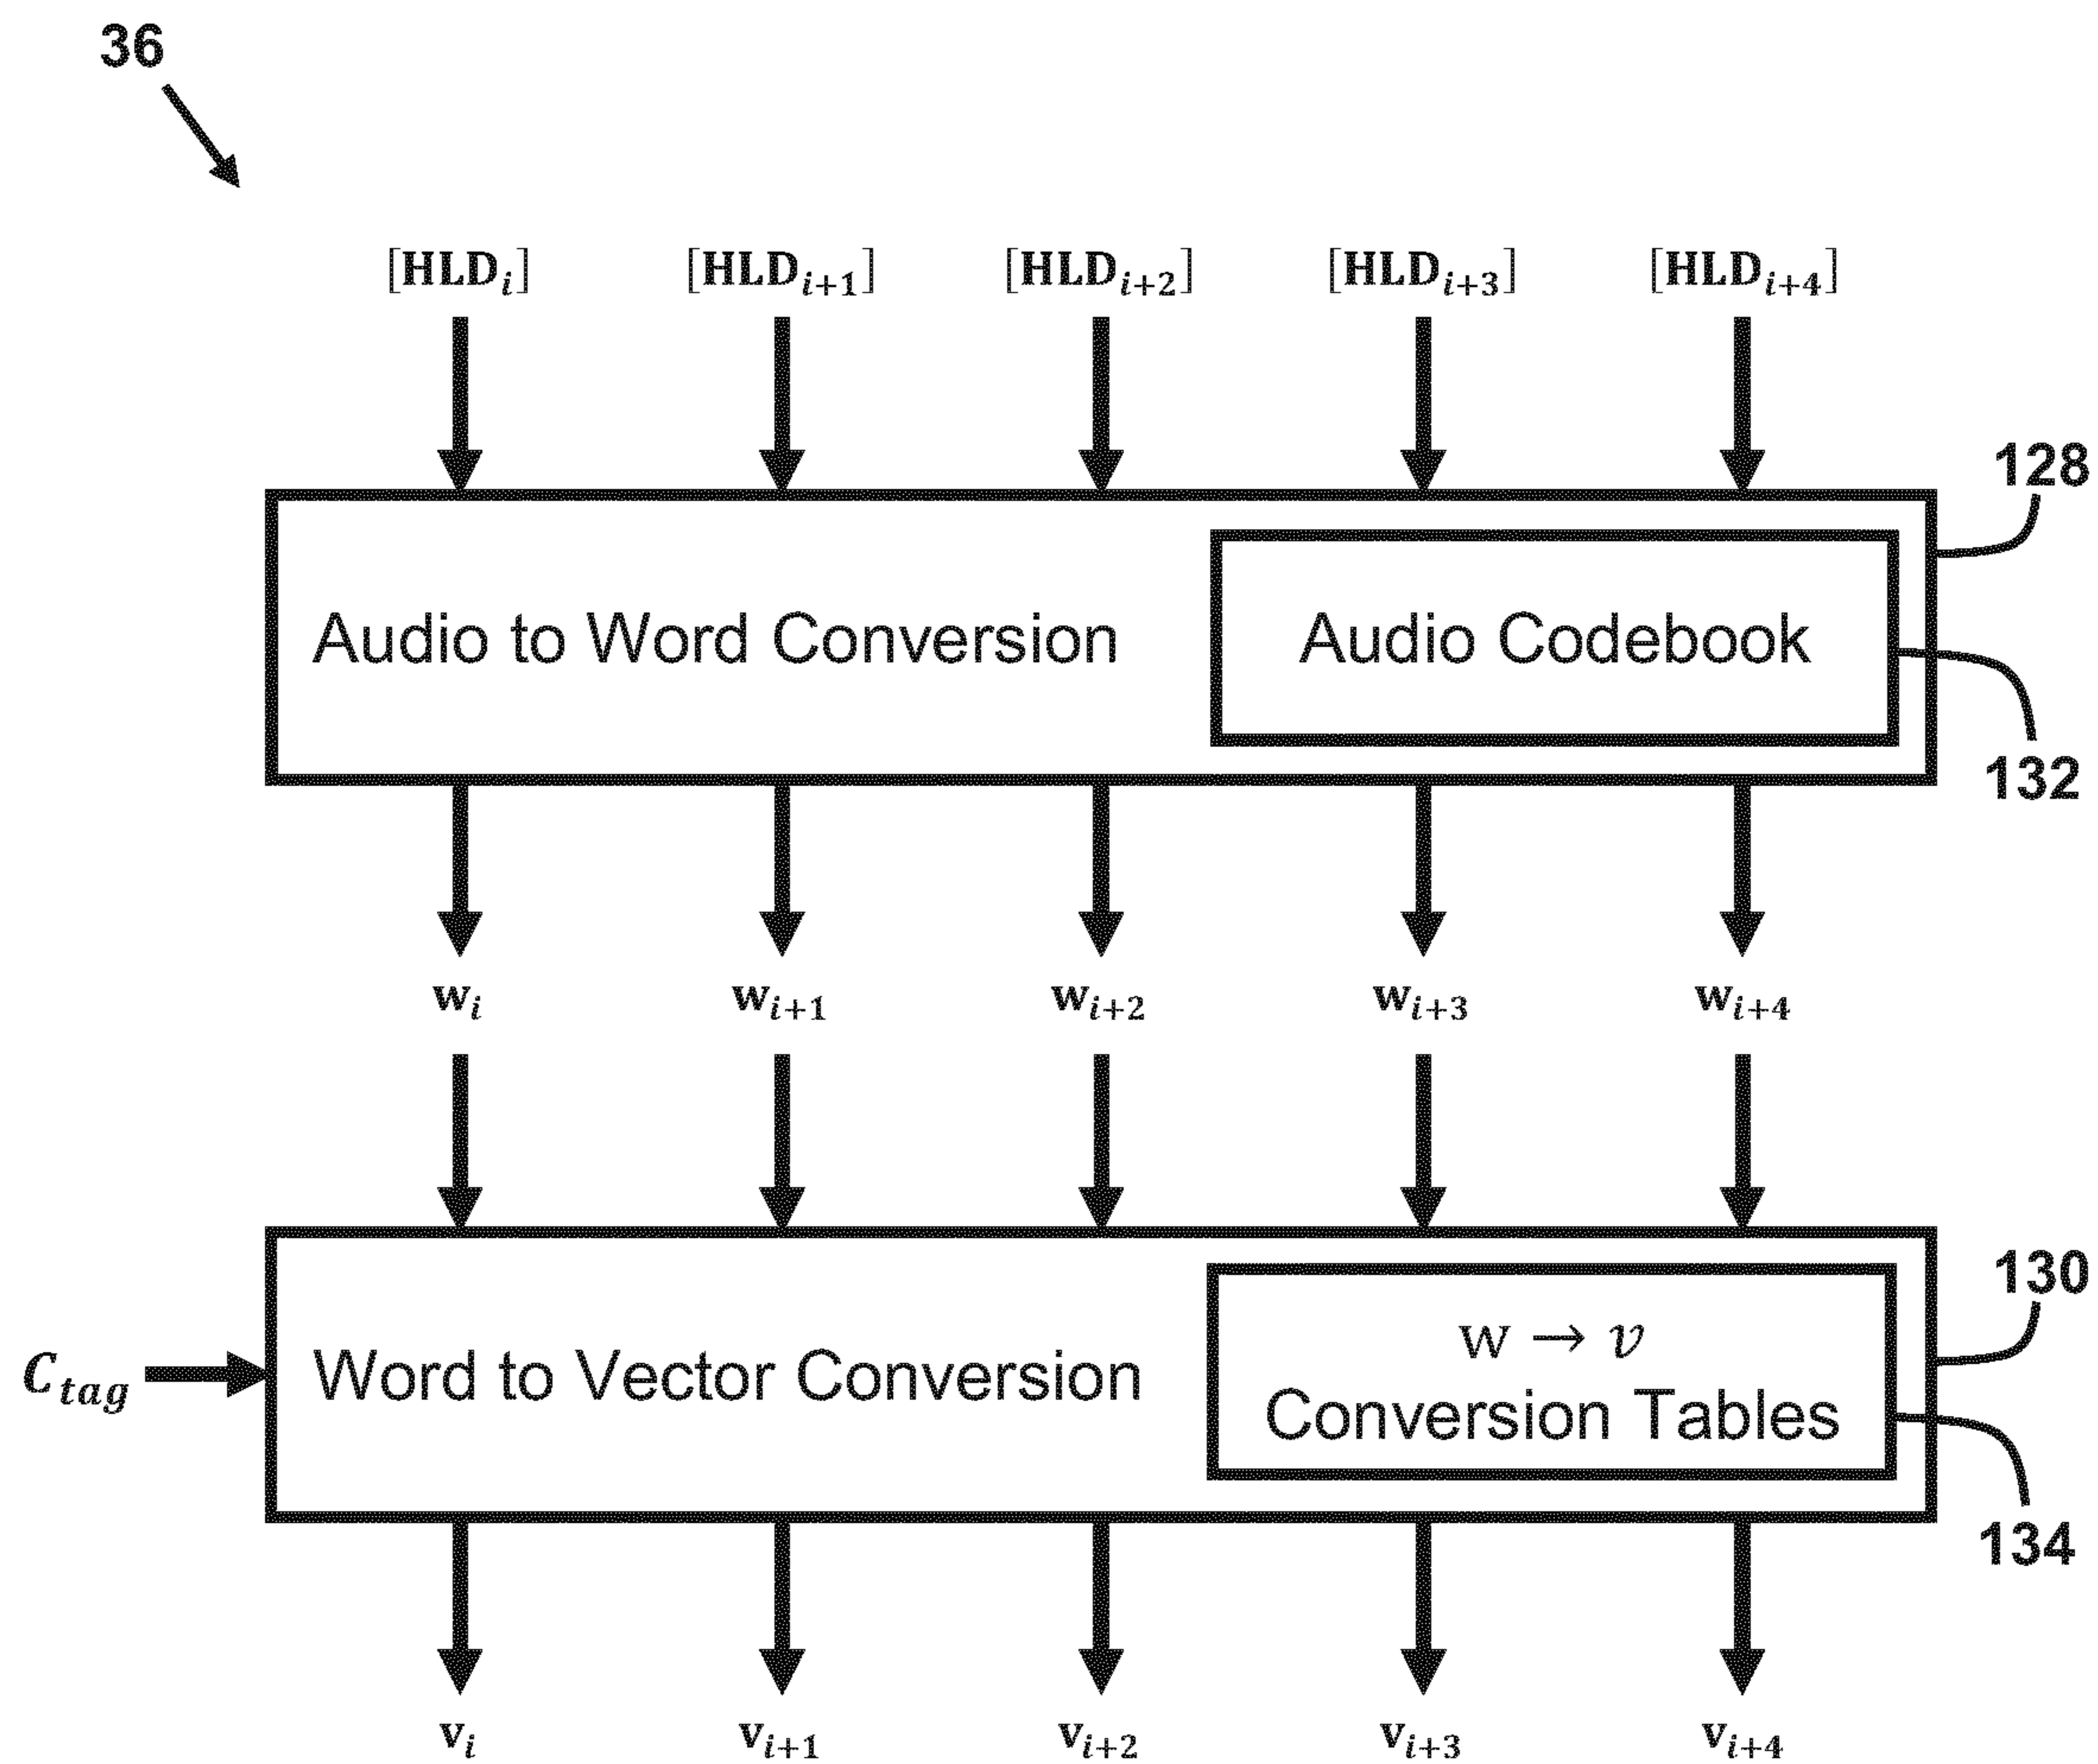 36
[HLDᵢ] [HLDᵢ₊₁] [HLDᵢ₊₂] [HLDᵢ₊₃] [HLDᵢ₊₄]
128
Audio to Word Conversion
Audio Codebook
132
wᵢ wᵢ₊₁ wᵢ₊₂ wᵢ₊₃ wᵢ₊₄
130
C_tag
Word to Vector Conversion
w → v
Conversion Tables
134
vᵢ vᵢ₊₁ vᵢ₊₂ vᵢ₊₃ vᵢ₊₄